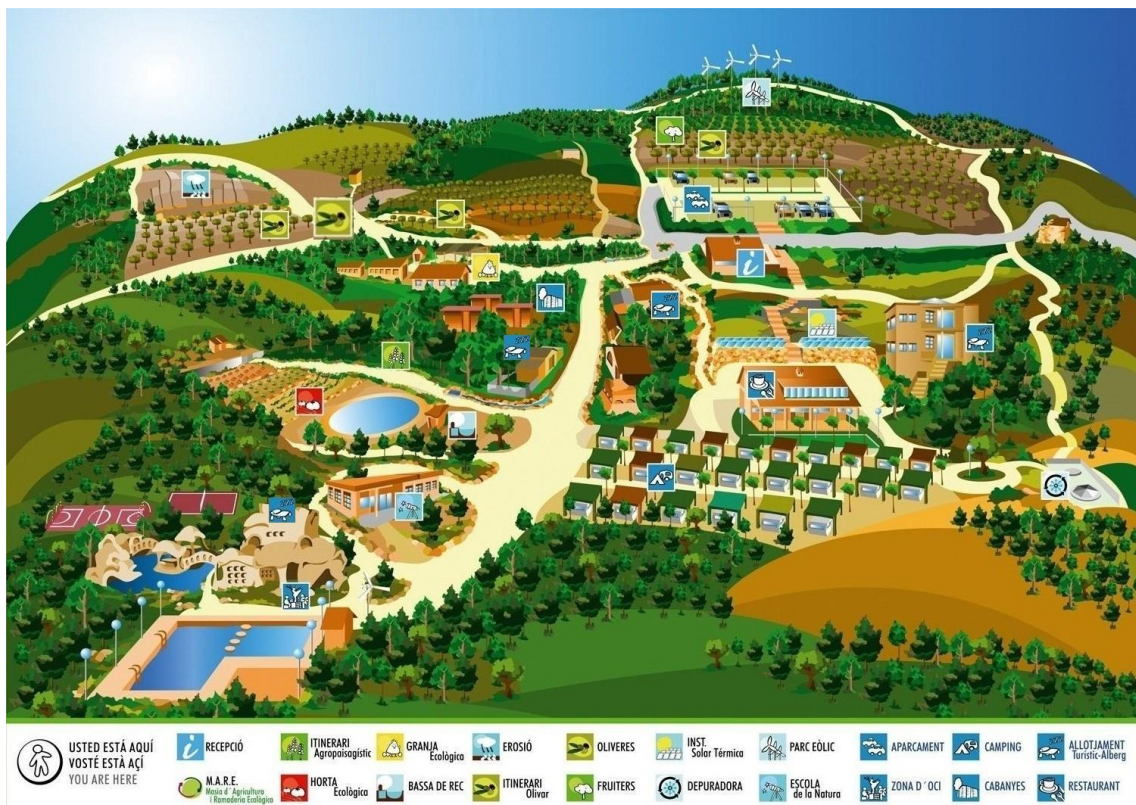 USTED ESTÁ AQUÍ
VOSTÉ ESTÀ AÇÍ
YOU ARE HERE
RECEPCIÓ
M.A.R.E.
Masia d' Agricultura
i Ramaderia Ecològica
ITINERARI
Agropaisagístic
HORTA
Ecològica
GRANJA
Ecològica
BASSA DE REC
EROSIÓ
ITINERARI
Olivar
OLIVERES
FRUITERS
INST.
Solar Térmica
DEPURADORA
PARC EÒLIC
ESCOLA
de la Natura
APARCAMENT
ZONA D´OCI
CAMPING
CABANYES
ALLOTJAMENT
Turístic-Alberg
RESTAURANT